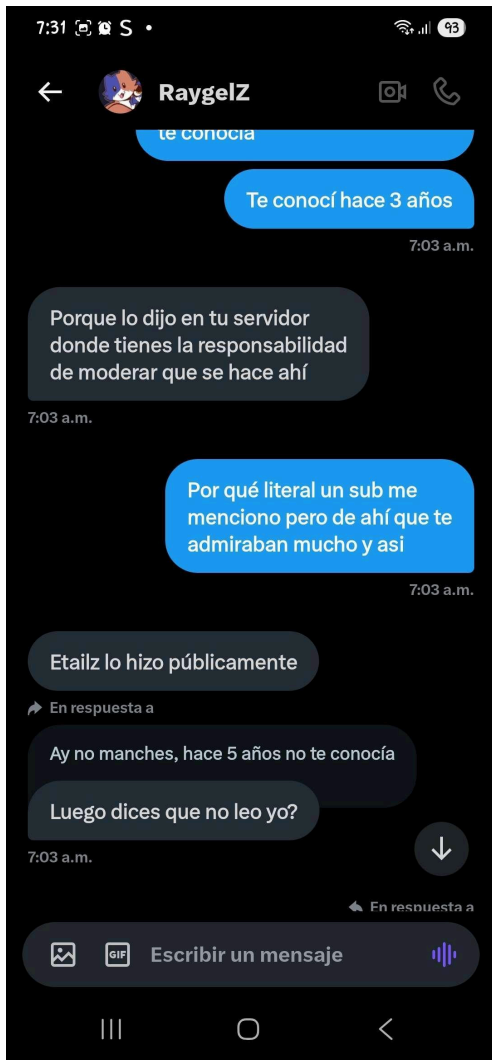 7:31 S
93
RaygelZ
te conocía
Te conocí hace 3 años
7:03 a.m.
Porque lo dijo en tu servidor
donde tienes la responsabilidad
de moderar que se hace ahí
7:03 a.m.
Por qué literal un sub me
menciono pero de ahí que te
admiraban mucho y asi
7:03 a.m.
Etailz lo hizo públicamente
En respuesta a
Ay no manches, hace 5 años no te conocía
Luego dices que no leo yo?
7:03 a.m.
En respuesta a
GIF
Escribir un mensaje